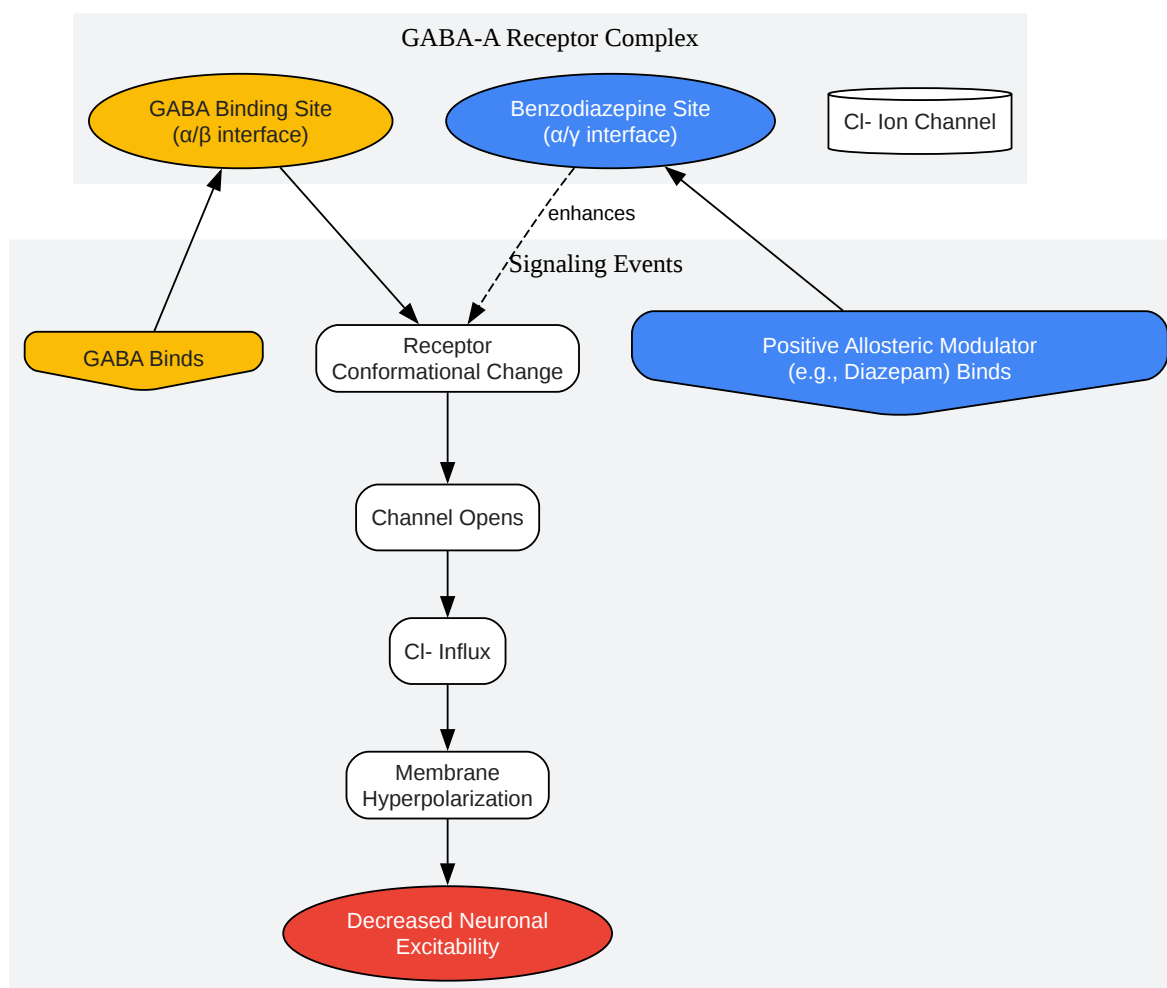 GABA-A Receptor Complex
GABA Binding Site
(α/β interface)
Benzodiazepine Site
(α/γ interface)
Cl- Ion Channel
enhances
Signaling Events
GABA Binds
Receptor
Conformational Change
Positive Allosteric Modulator
(e.g., Diazepam) Binds
Channel Opens
Cl- Influx
Membrane
Hyperpolarization
Decreased Neuronal
Excitability